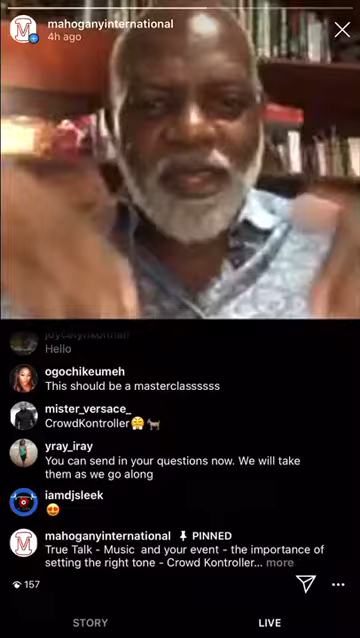 mahoganyinternational
4h ago
Hello
ogochikeumeh
This should be a masterclassssss
mister_versace_
CrowdKontroller😤🐐
yray_iray
You can send in your questions now. We will take
them as we go along
iamdjsleek
😍
mahoganyinternational PINNED
True Talk - Music and your event - the importance of
setting the right tone - Crowd Kontroller... more
157
STORY
LIVE